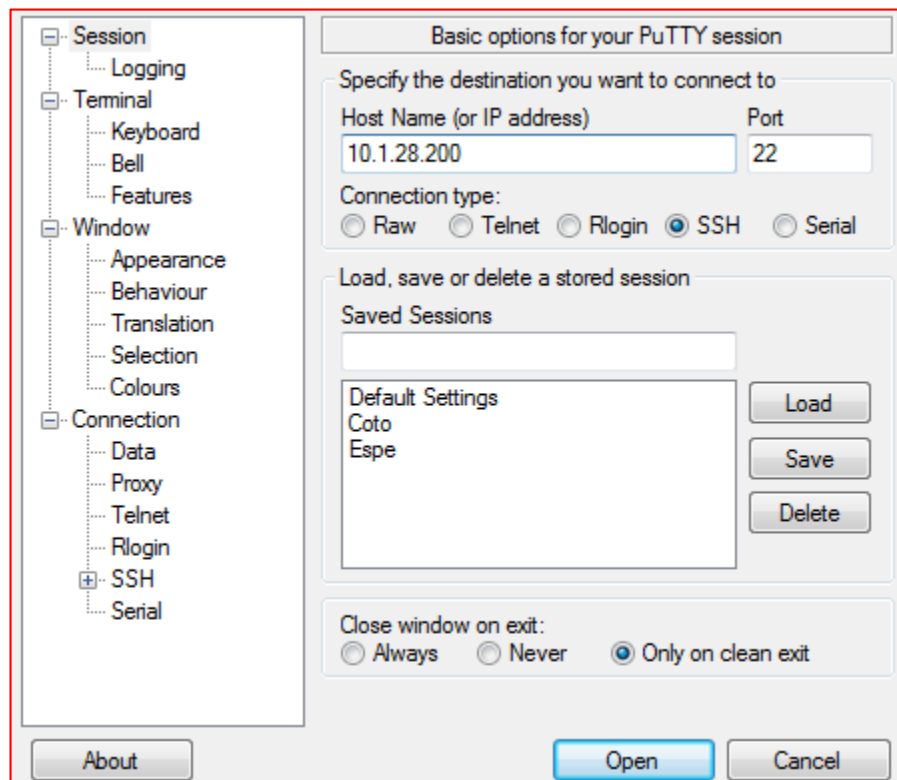 Session
Logging
Terminal
Keyboard
Bell
Features
Window
Appearance
Behaviour
Translation
Selection
Colours
Connection
Data
Proxy
Telnet
Rlogin
SSH
Serial
Basic options for your PuTTY session
Specify the destination you want to connect to
Host Name (or IP address) Port
10.1.28.200 22
Connection type:
Raw Telnet Rlogin SSH Serial
Load, save or delete a stored session
Saved Sessions
Default Settings
Coto
Espe
Load
Save
Delete
Close window on exit:
Always Never Only on clean exit
About Open Cancel